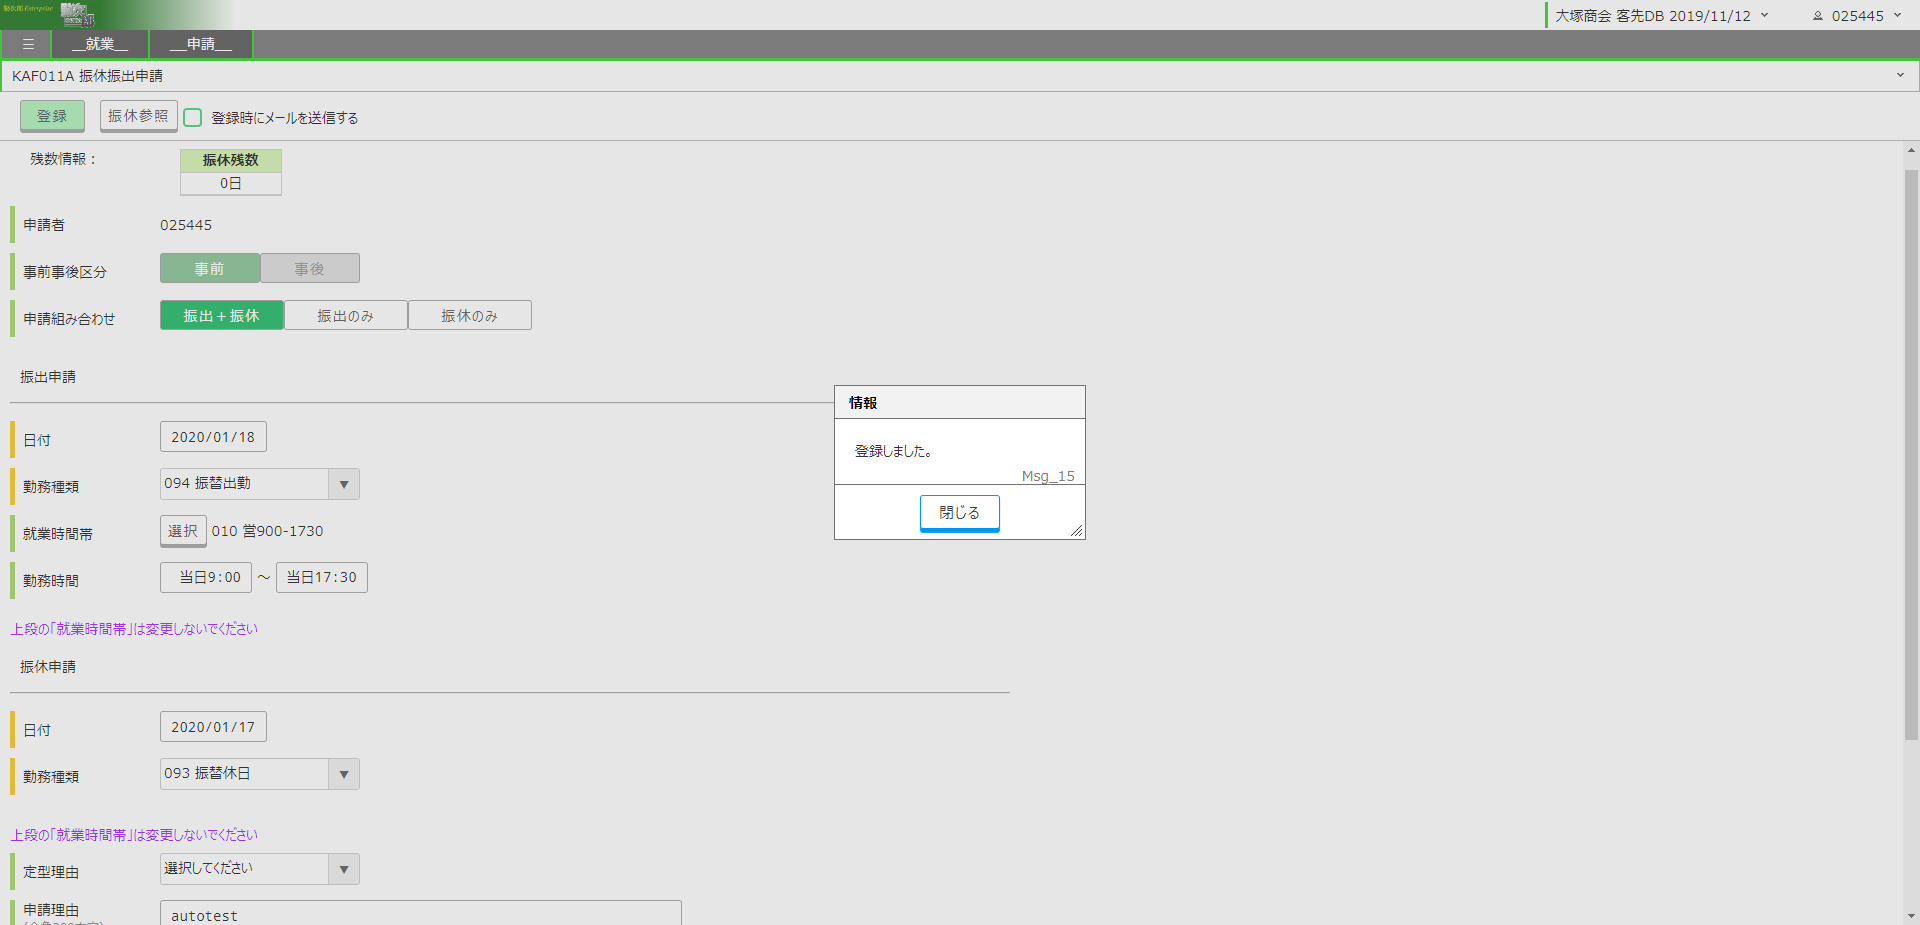 勤次郎 Enterprise
大塚商会 客先DB 2019/11/12
025445
☰
__就業__
__申請__
KAF011A 振休振出申請
登録
振休参照
登録時にメールを送信する
残数情報：
振休残数
0日
申請者
025445
事前事後区分
事前
事後
申請組み合わせ
振出＋振休
振出のみ
振休のみ
振出申請
日付
2020/01/18
勤務種類
094 振替出勤
就業時間帯
選択
010 営900-1730
勤務時間
当日9:00
～
当日17:30
上段の「就業時間帯」は変更しないでください
振休申請
日付
2020/01/17
勤務種類
093 振替休日
上段の「就業時間帯」は変更しないでください
定型理由
選択してください
申請理由
autotest
情報
登録しました。
Msg_15
閉じる